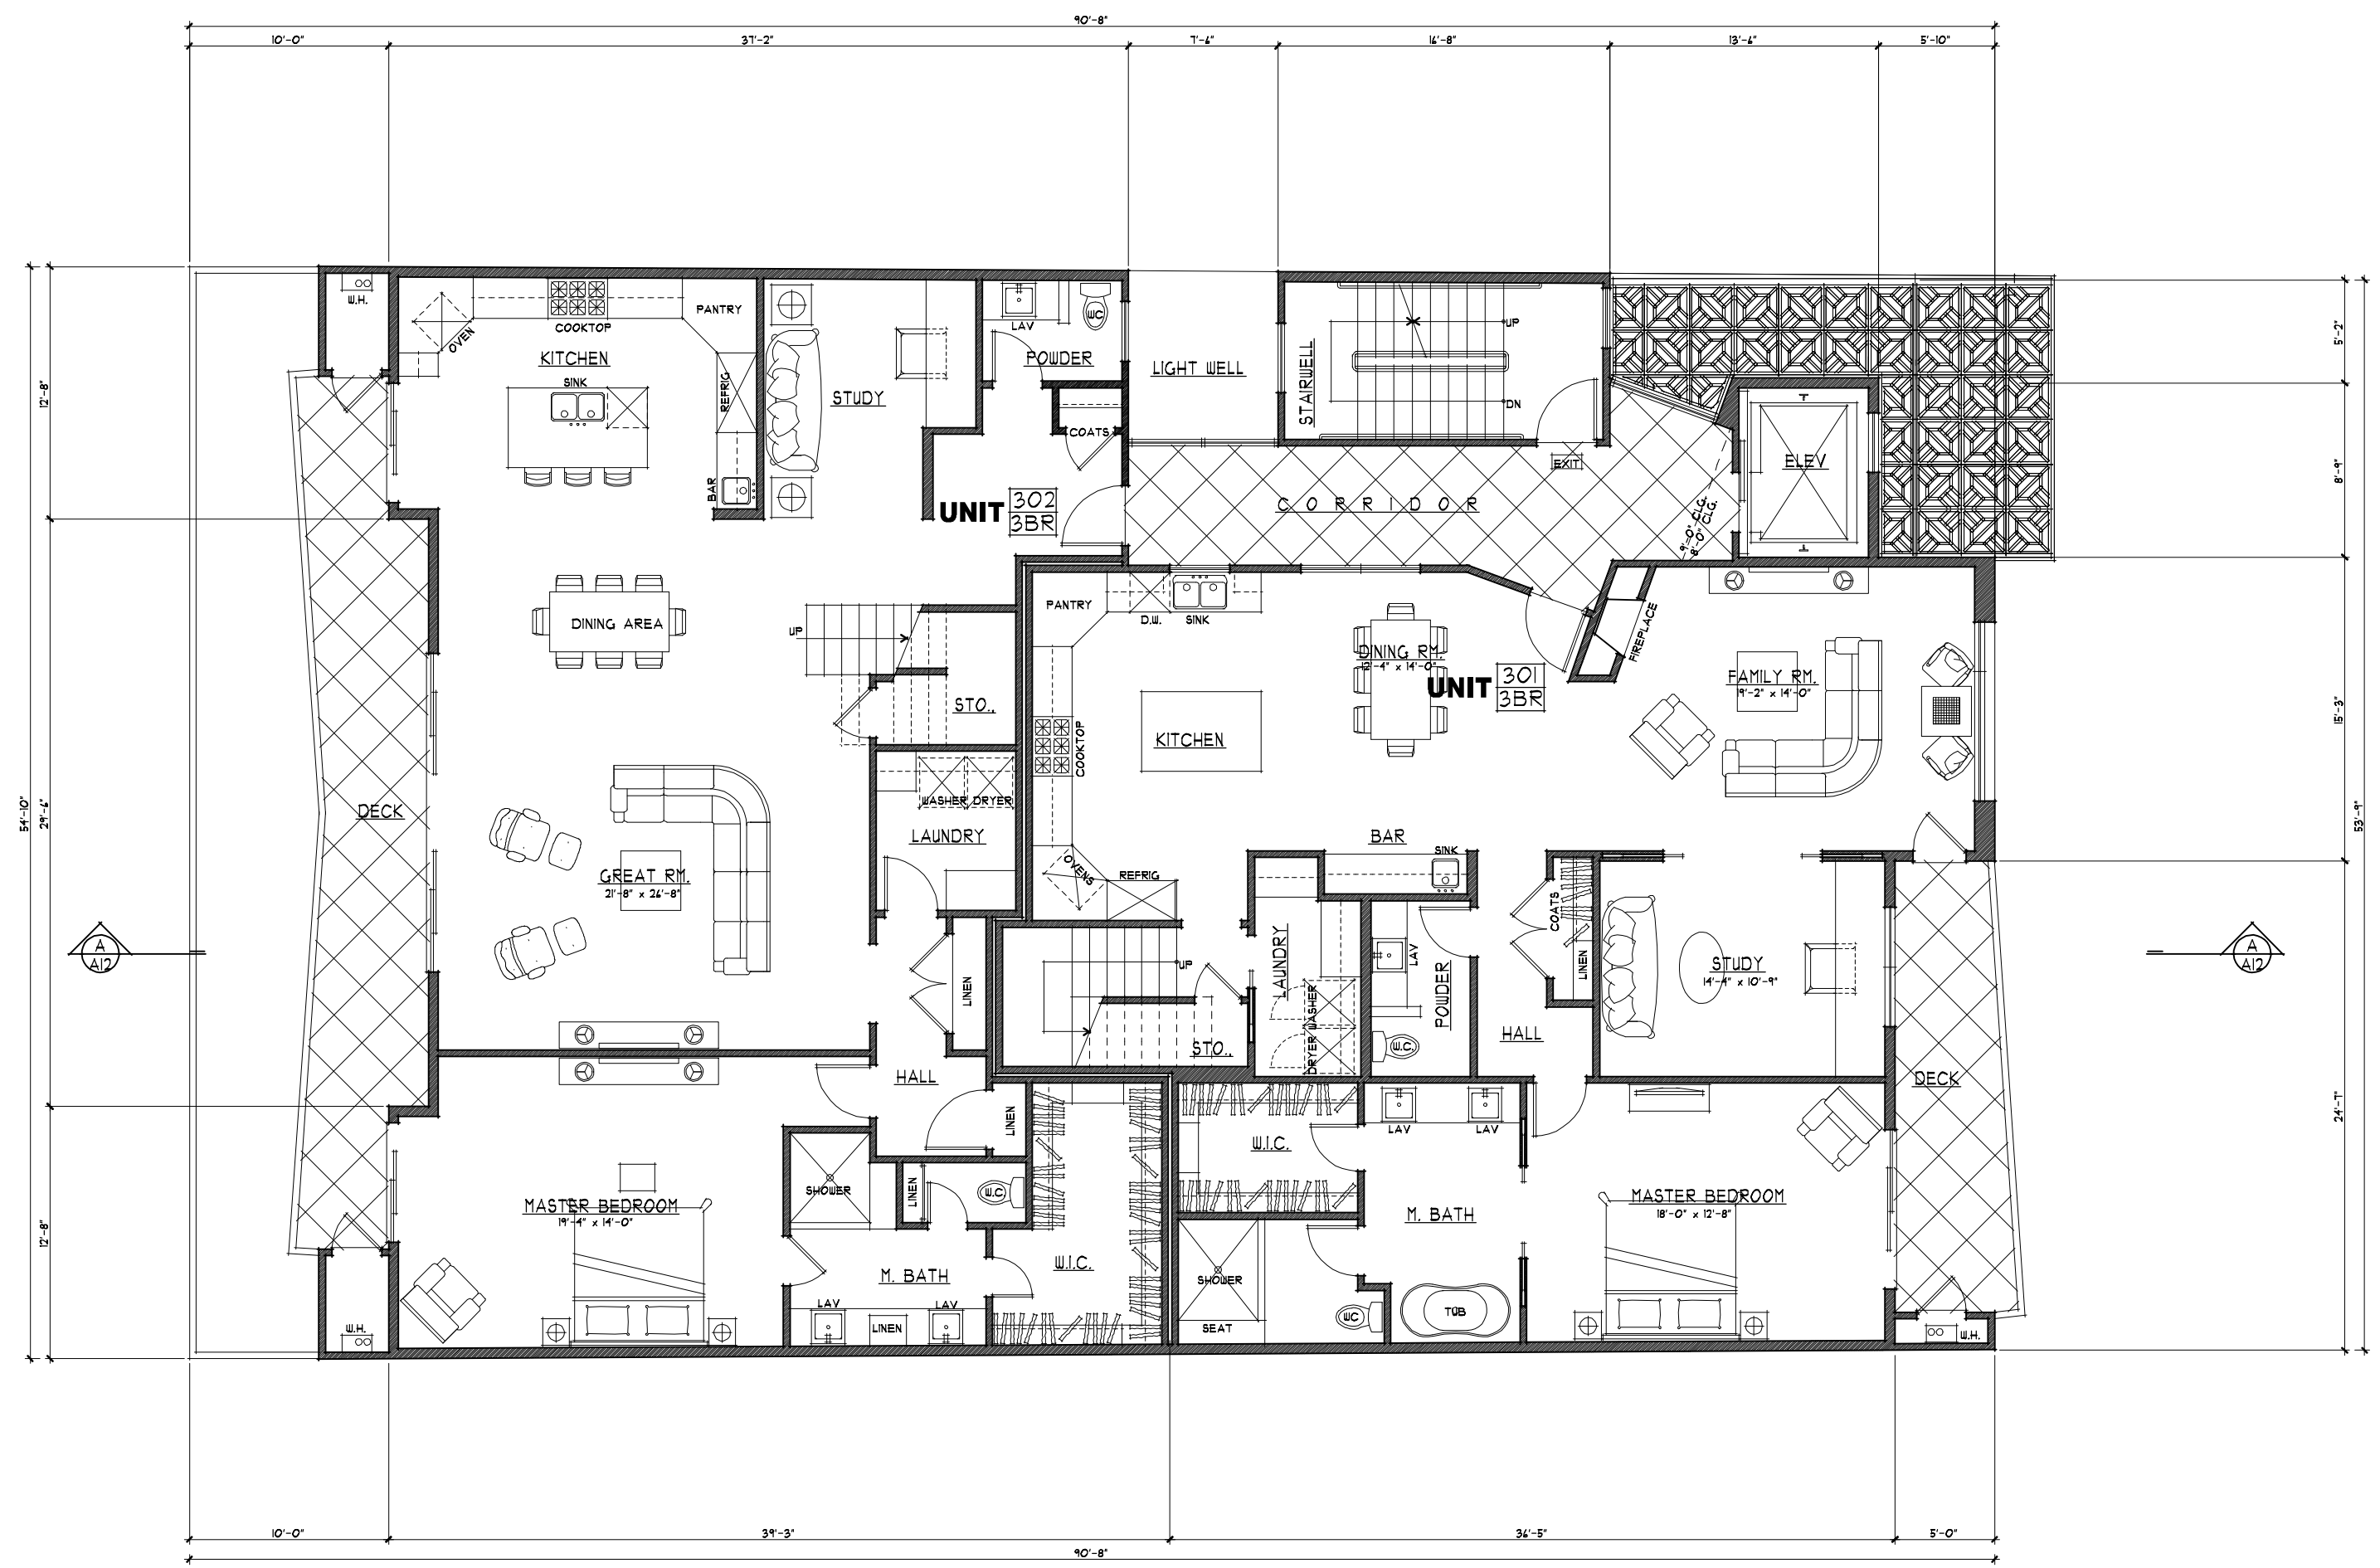 90'-8"
10'-0" 37'-2" 7'-6" 16'-8" 13'-6" 5'-10"
W.H.
OVEN
COOKTOP
PANTRY
KITCHEN
SINK
REFRIG
BAR
STUDY
LAV
WC
POWDER
COATS
LIGHT WELL
STAIRWELL
UP
DN
EXIT
CORRIDOR
ELEV
9'-0" CLG.
8'-0" CLG.
UNIT 302
3BR
12'-8"
54'-10"
29'-6"
12'-8"
5'-2"
8'-9"
15'-3"
53'-9"
24'-7"
DINING AREA
UP
STO.,
WASHER DRYER
LAUNDRY
DECK
GREAT RM.
21'-8" x 26'-8"
LINEN
HALL
LINEN
A
A12
PANTRY
D.W.
SINK
COOKTOP
KITCHEN
OVENS
REFRIG
DINING RM.
12'-4" x 14'-0"
UNIT 301
3BR
FIREPLACE
FAMILY RM.
19'-2" x 14'-0"
BAR
SINK
UP
STO.,
LAUNDRY
WASHER
DRYER
LAV
POWDER
W.C.
COATS
LINEN
HALL
STUDY
14'-4" x 10'-9"
DECK
A
A12
MASTER BEDROOM
19'-4" x 14'-0"
SHOWER
LINEN
W.C.
M. BATH
LAV
LINEN
LAV
W.I.C.
W.H.
W.I.C.
LAV
LAV
M. BATH
SHOWER
SEAT
WC
TUB
MASTER BEDROOM
18'-0" x 12'-8"
W.H.
10'-0" 39'-3" 36'-5" 5'-0"
90'-8"